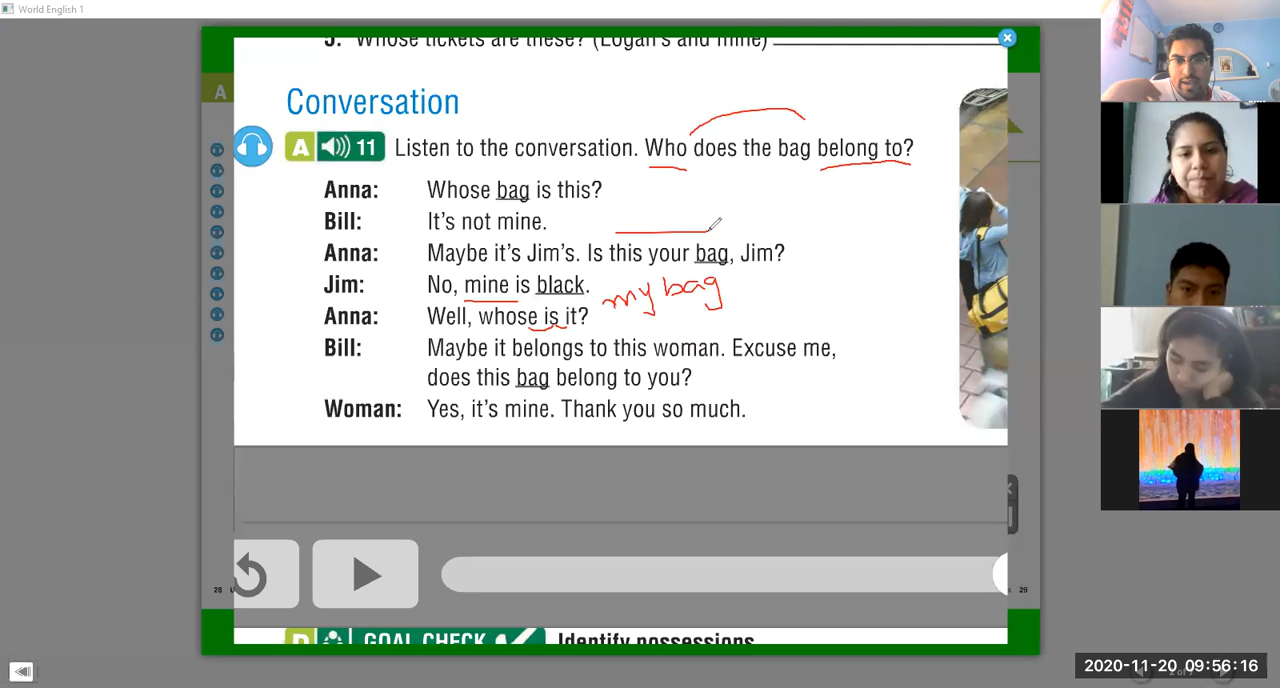 World English 1
J. Whose tickets are these? (Logan's and mine)
A
Conversation
A 11 Listen to the conversation. Who does the bag belong to?
Anna: Whose bag is this?
Bill: It's not mine.
Anna: Maybe it's Jim's. Is this your bag, Jim?
Jim: No, mine is black.
my bag
Anna: Well, whose is it?
Bill: Maybe it belongs to this woman. Excuse me,
does this bag belong to you?
Woman: Yes, it's mine. Thank you so much.
29
D GOAL CHECK Identify possessions
2020-11-20 09:56:16